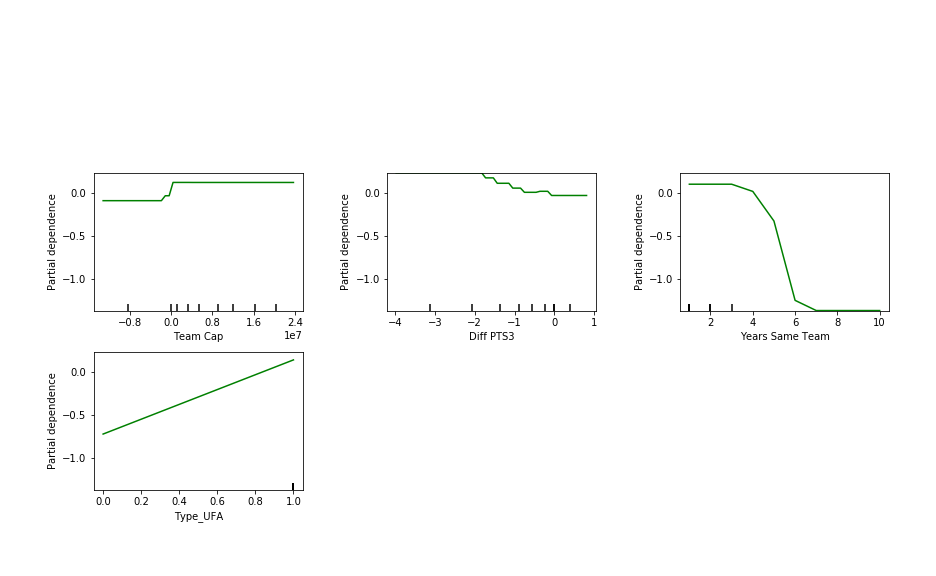 Partial dependence
0.0
−0.5
−1.0
−0.8 0.0 0.8 1.6 2.4
1e7
Team Cap
Partial dependence
0.0
−0.5
−1.0
−4 −3 −2 −1 0 1
Diff PTS3
Partial dependence
0.0
−0.5
−1.0
2 4 6 8 10
Years Same Team
Partial dependence
0.0
−0.5
−1.0
0.0 0.2 0.4 0.6 0.8 1.0
Type_UFA